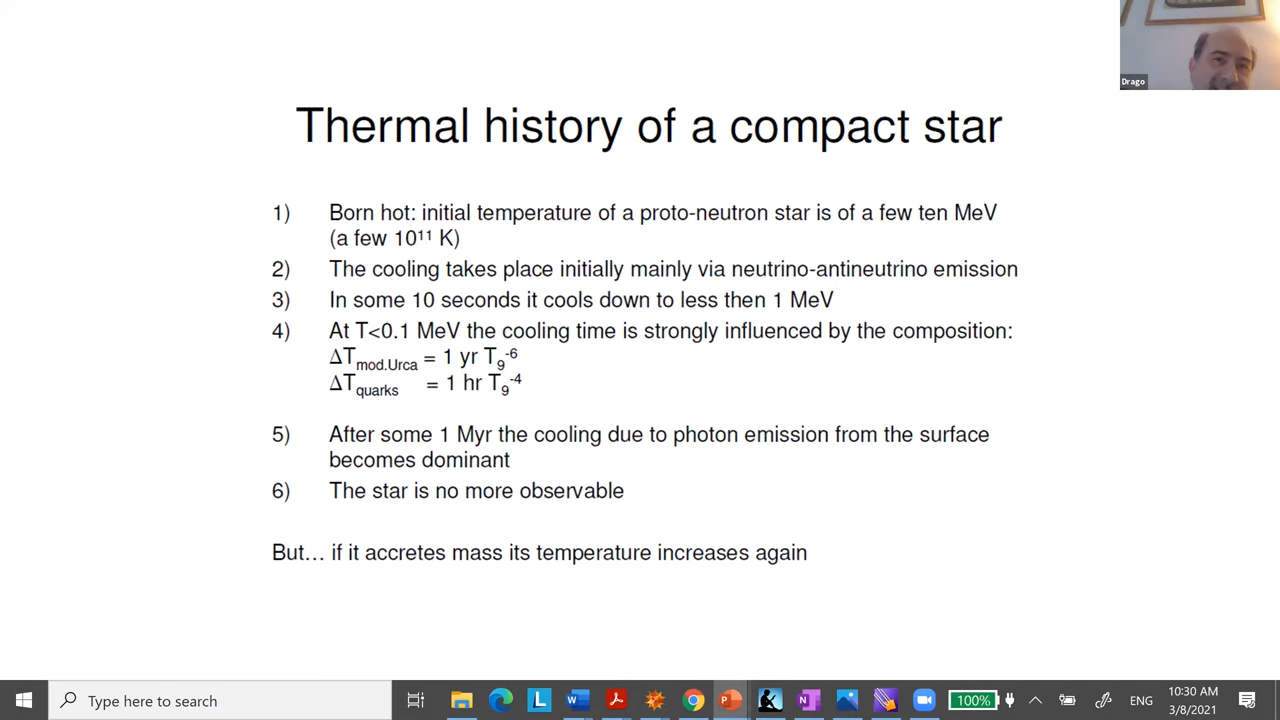 Drago
Thermal history of a compact star
1) Born hot: initial temperature of a proto-neutron star is of a few ten MeV
(a few 10¹¹ K)
2) The cooling takes place initially mainly via neutrino-antineutrino emission
3) In some 10 seconds it cools down to less then 1 MeV
4) At T<0.1 MeV the cooling time is strongly influenced by the composition:
ΔT_mod.Urca = 1 yr T₉⁻⁶
ΔT_quarks = 1 hr T₉⁻⁴
5) After some 1 Myr the cooling due to photon emission from the surface
becomes dominant
6) The star is no more observable
But… if it accretes mass its temperature increases again
Type here to search
100%
ENG
10:30 AM
3/8/2021